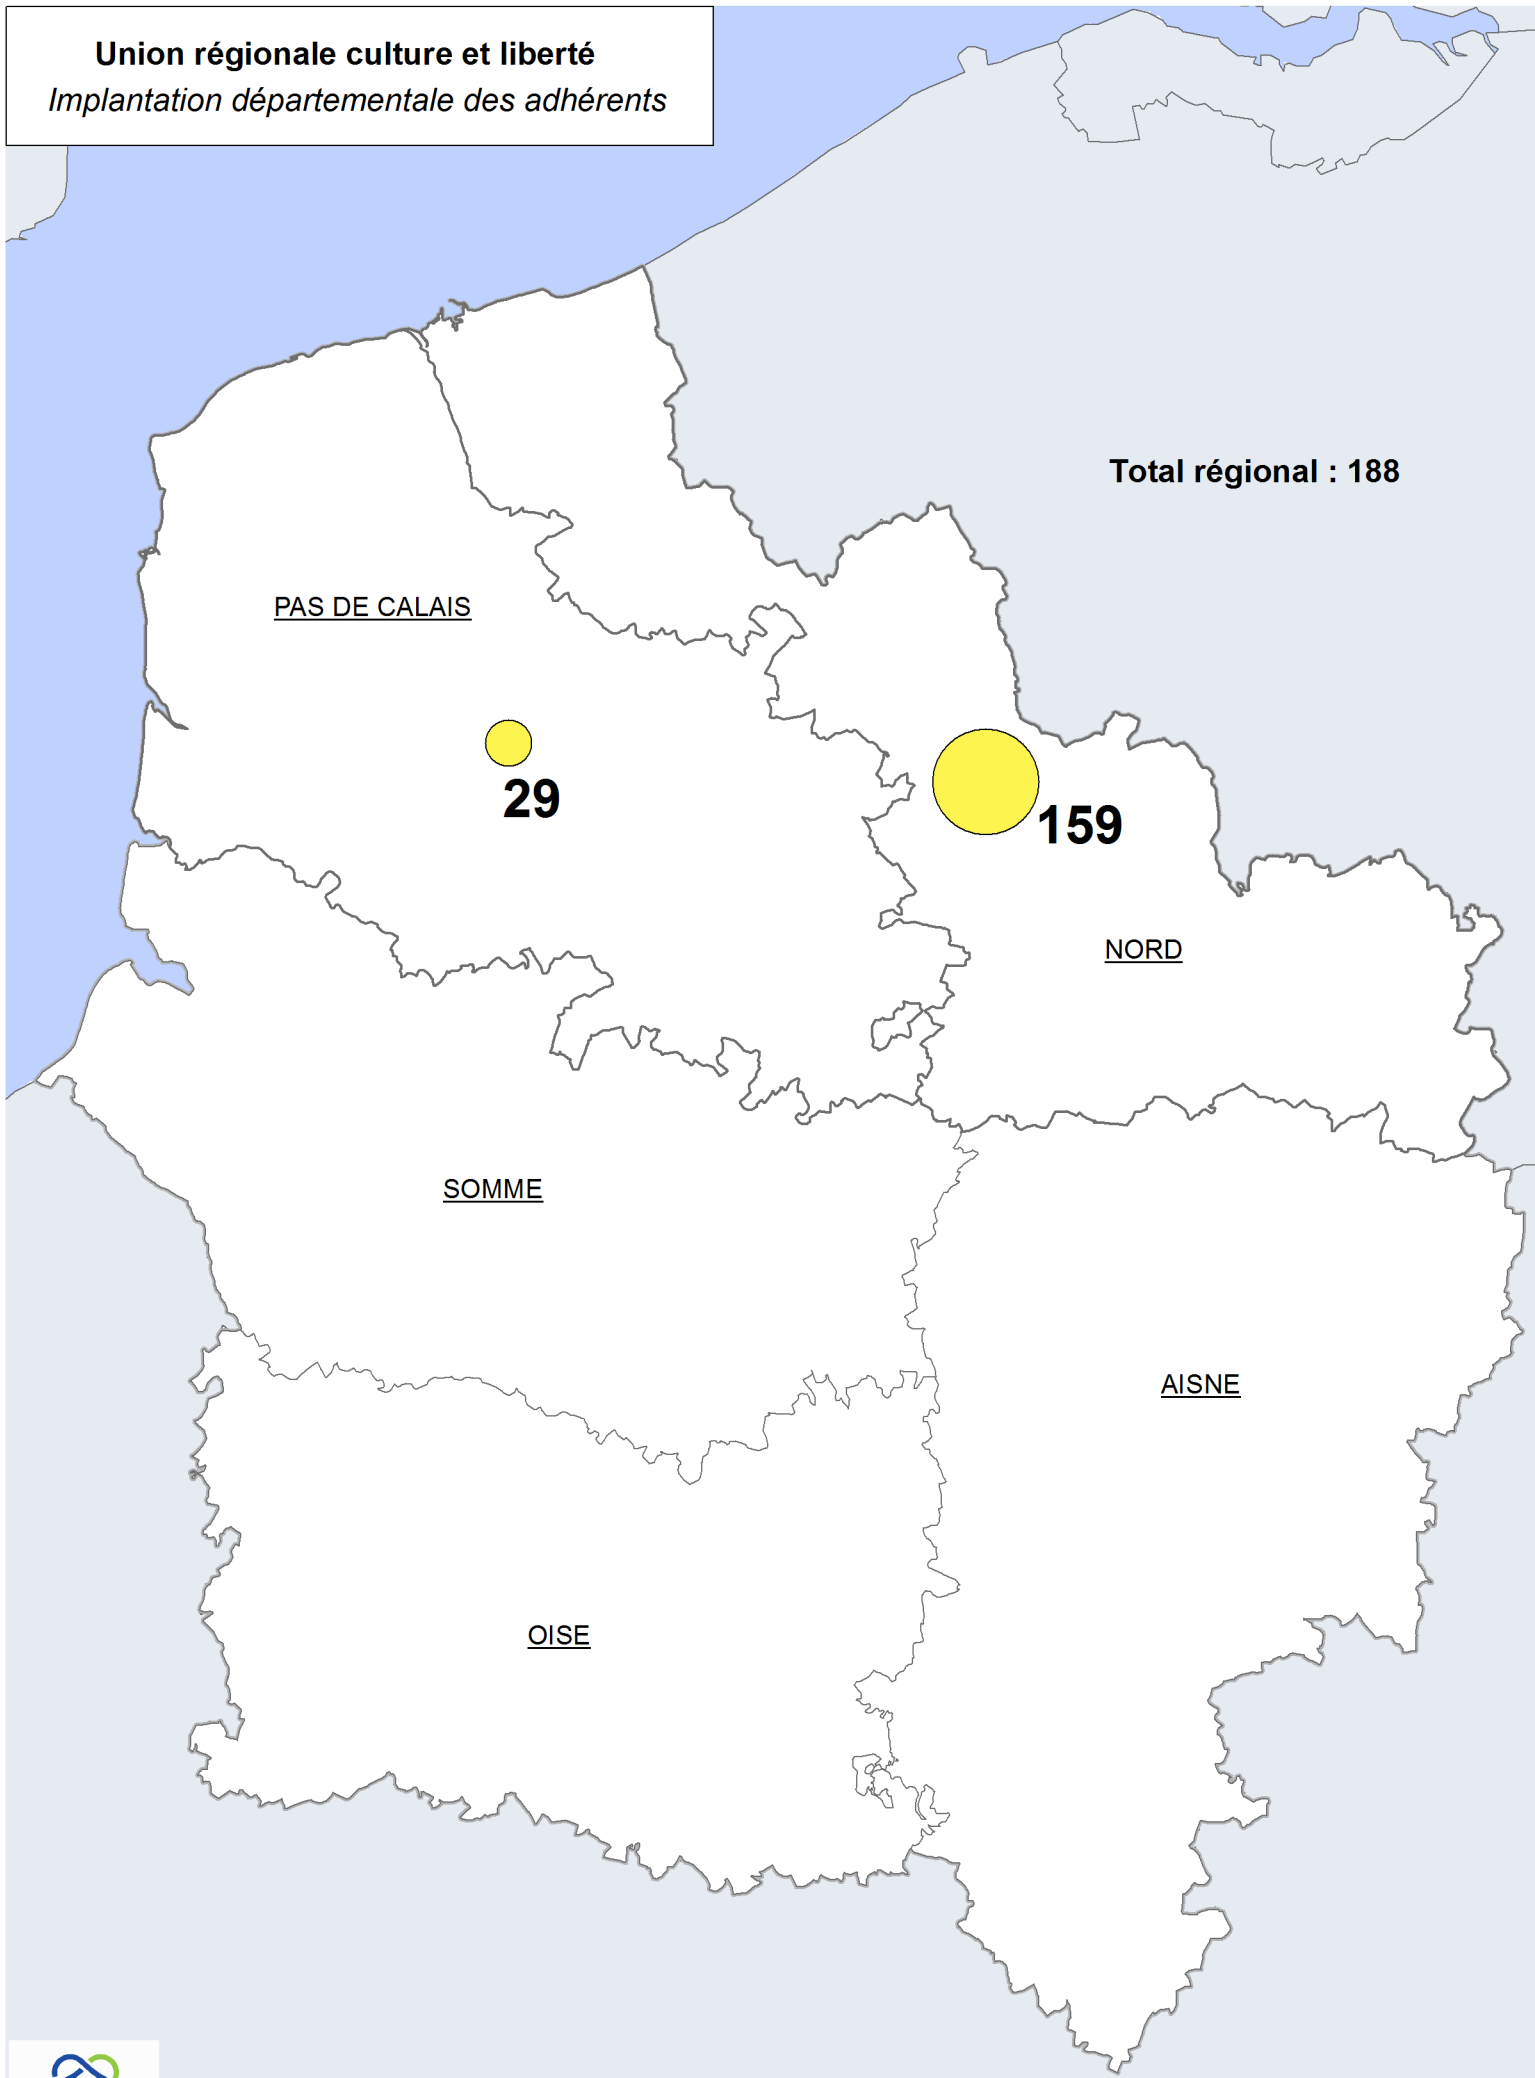 Union régionale culture et liberté
Implantation départementale des adhérents
Total régional : 188
PAS DE CALAIS
29
159
NORD
SOMME
AISNE
OISE